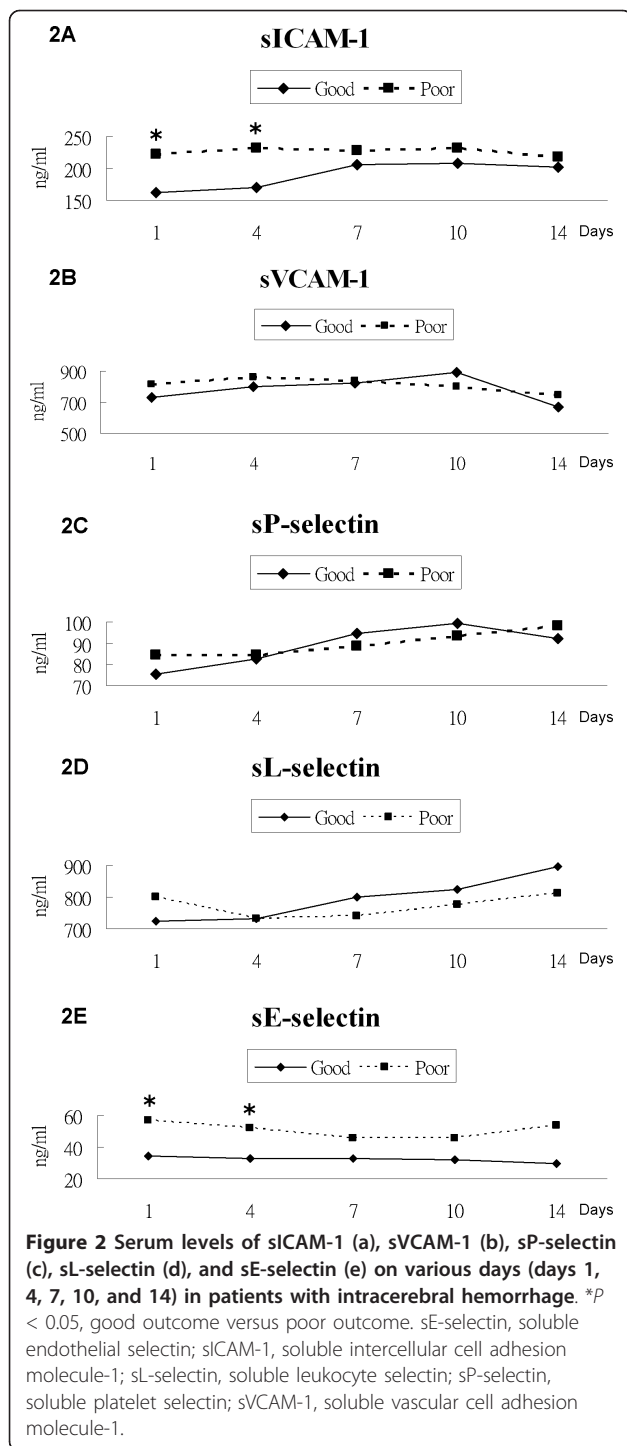 2A
sICAM-1
Good Poor
* *
250
200
150
ng/ml
1 4 7 10 14 Days
2B
sVCAM-1
Good Poor
900
700
500
ng/ml
1 4 7 10 14 Days
2C
sP-selectin
Good Poor
100
90
80
70
ng/ml
1 4 7 10 14 Days
2D
sL-selectin
Good Poor
900
800
700
ng/ml
1 4 7 10 14 Days
2E
sE-selectin
Good Poor
* *
60
40
20
ng/ml
1 4 7 10 14 Days
Figure 2 Serum levels of sICAM-1 (a), sVCAM-1 (b), sP-selectin
(c), sL-selectin (d), and sE-selectin (e) on various days (days 1,
4, 7, 10, and 14) in patients with intracerebral hemorrhage. *P
< 0.05, good outcome versus poor outcome. sE-selectin, soluble
endothelial selectin; sICAM-1, soluble intercellular cell adhesion
molecule-1; sL-selectin, soluble leukocyte selectin; sP-selectin,
soluble platelet selectin; sVCAM-1, soluble vascular cell adhesion
molecule-1.